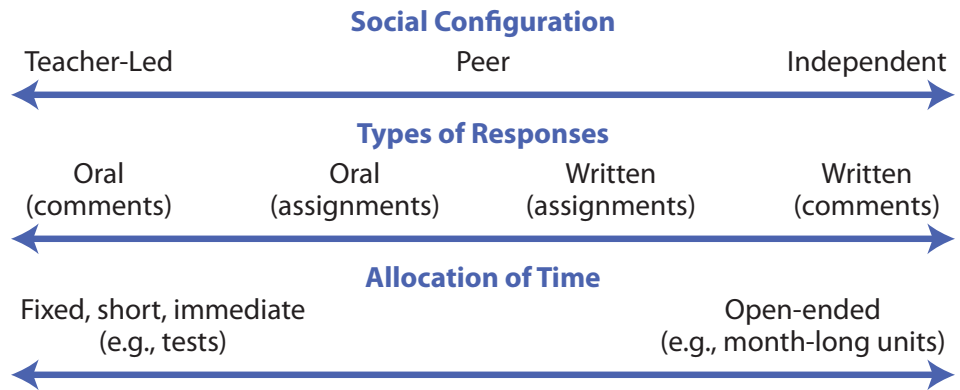 Social Configuration
Teacher-Led Peer Independent
Types of Responses
Oral Oral Written Written
(comments) (assignments) (assignments) (comments)
Allocation of Time
Fixed, short, immediate Open-ended
(e.g., tests) (e.g., month-long units)